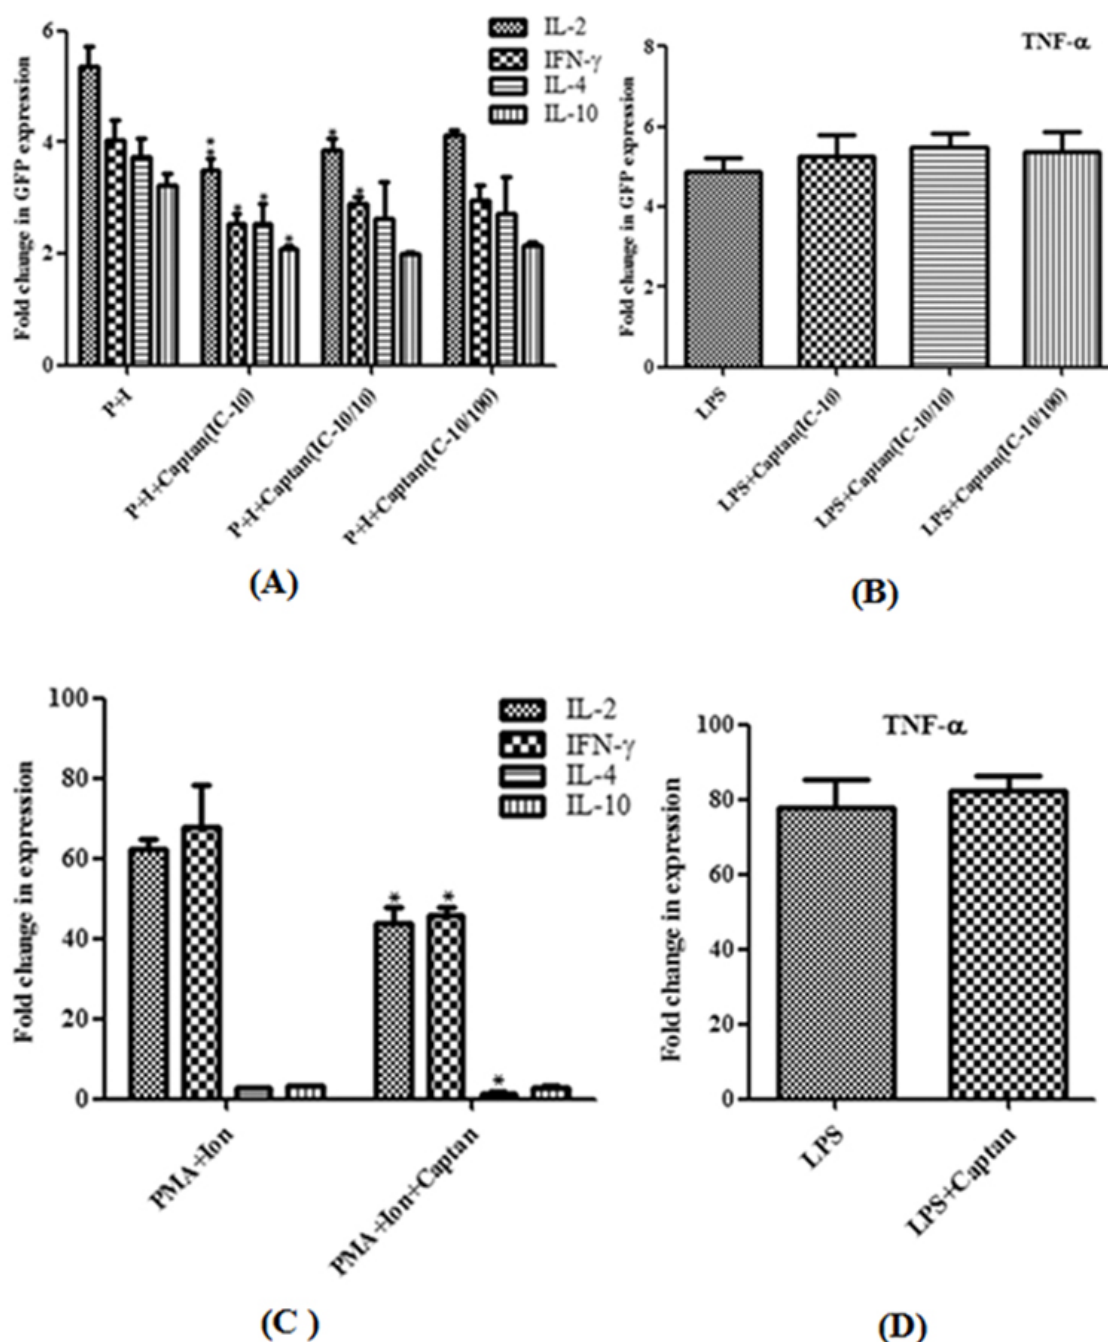 Fold change in GFP expression
6
4
2
0
IL-2
IFN-γ
IL-4
IL-10
*
*
*
*
*
*
*
P+I
P+I+Captan(IC-10)
P+I+Captan(IC-10/10)
P+I+Captan(IC-10/100)
(A)
TNF-α
Fold change in GFP expression
8
6
4
2
0
LPS
LPS+Captan(IC-10)
LPS+Captan(IC-10/10)
LPS+Captan(IC-10/100)
(B)
Fold change in expression
100
80
60
40
20
0
IL-2
IFN-γ
IL-4
IL-10
*
*
*
PMA+Ion
PMA+Ion+Captan
(C )
TNF-α
Fold change in expression
100
80
60
40
20
0
LPS
LPS+Captan
(D)